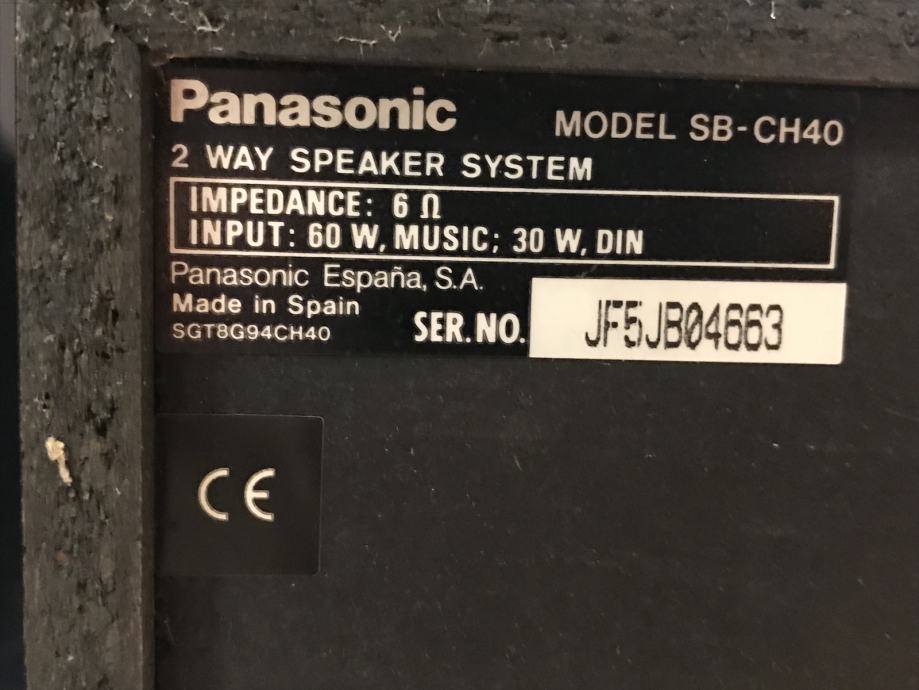 Panasonic MODEL SB-CH40
2 WAY SPEAKER SYSTEM
IMPEDANCE: 6 Ω
INPUT: 60 W, MUSIC; 30 W, DIN
Panasonic España, S.A.
Made in Spain
SGT8G94CH40
SER.NO. JF5JB04663
CE